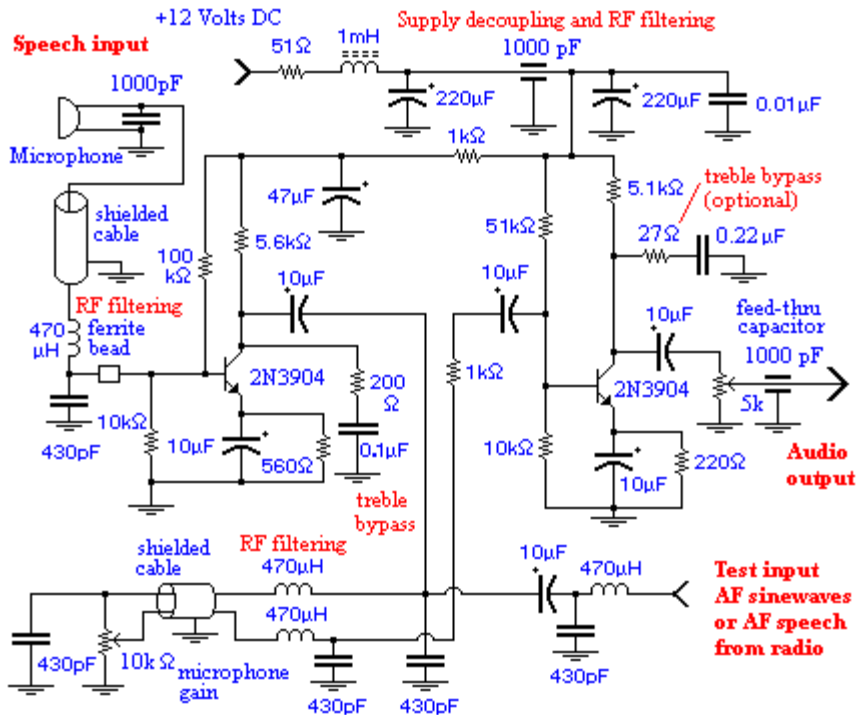 +12 Volts DC
Supply decoupling and RF filtering
Speech input
51Ω
1mH
1000 pF
1000pF
220µF
220µF
0.01µF
Microphone
1kΩ
5.1kΩ
treble bypass
(optional)
47µF
shielded
cable
100
kΩ
5.6kΩ
51kΩ
27Ω
0.22µF
10µF
10µF
RF filtering
470
µH
ferrite
bead
10µF
feed-thru
capacitor
1000 pF
2N3904
200
Ω
1kΩ
2N3904
5k
430pF
10kΩ
10µF
560Ω
0.1µF
10kΩ
10µF
220Ω
Audio
output
treble
bypass
shielded
cable
RF filtering
470µH
10µF
470µH
Test input
AF sinewaves
or AF speech
from radio
470µH
430pF
10k Ω
microphone
gain
430pF
430pF
430pF